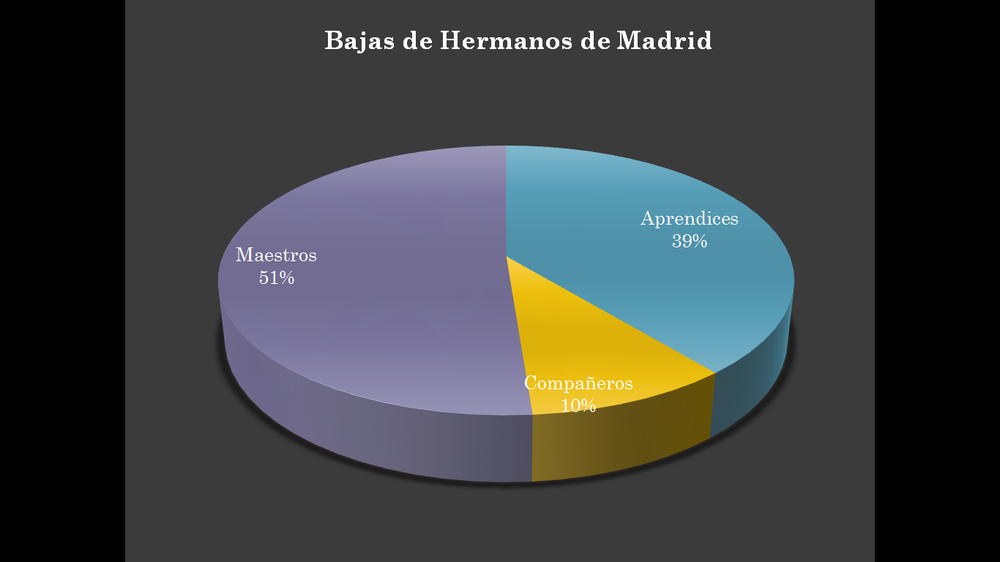 Bajas de Hermanos de Madrid
Aprendices
39%
Maestros
51%
Compañeros
10%